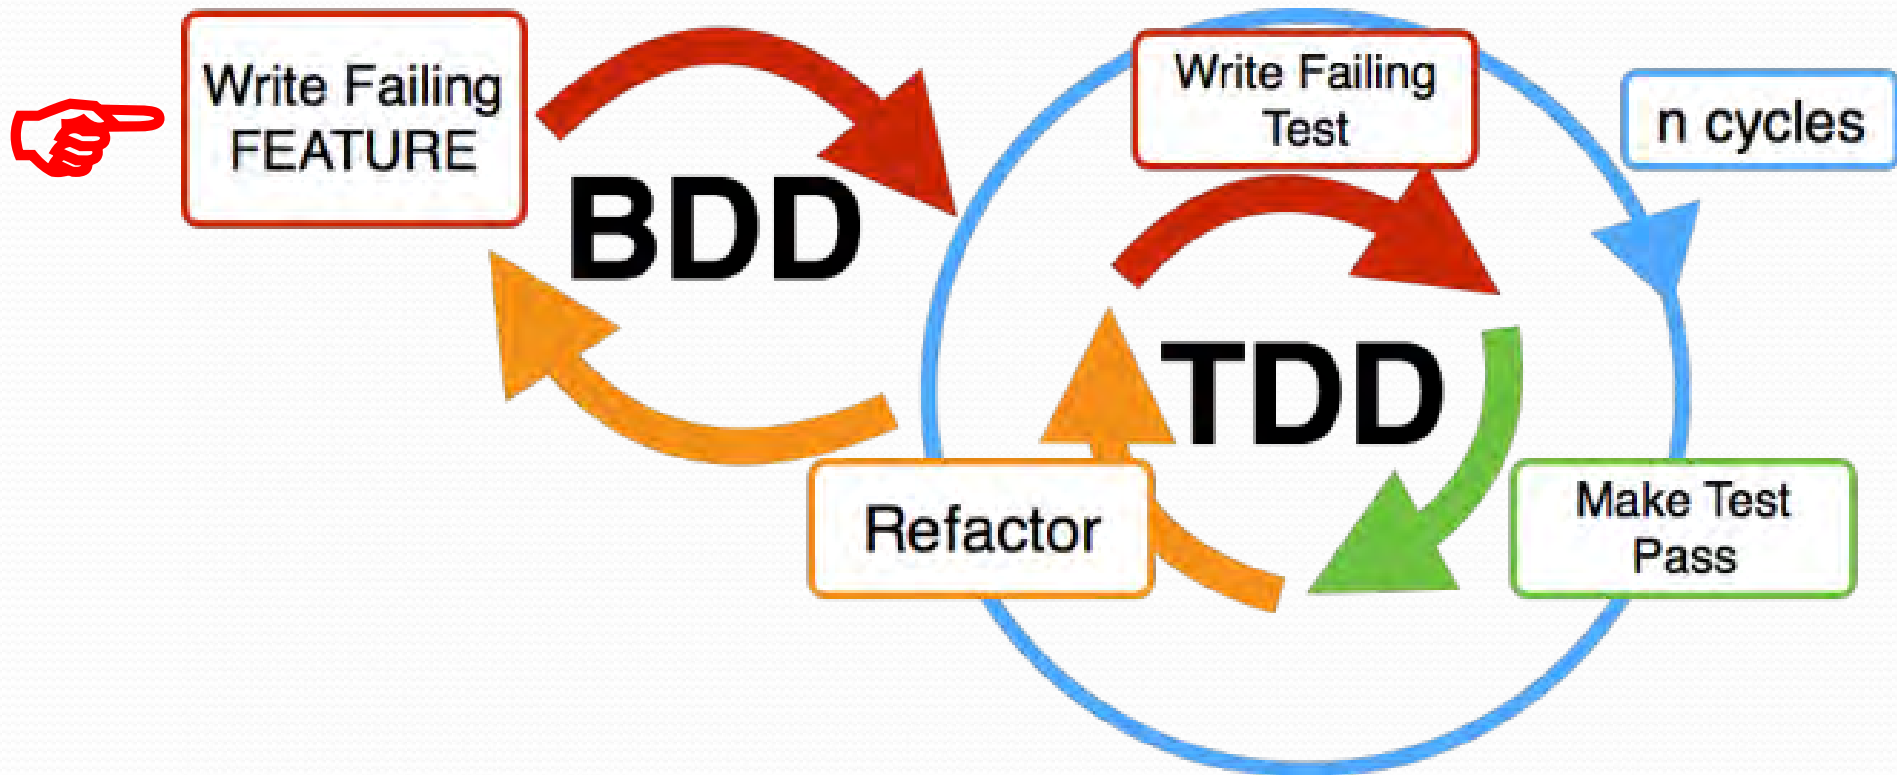 Write Failing
FEATURE
BDD
Write Failing
Test
n cycles
TDD
Refactor
Make Test
Pass